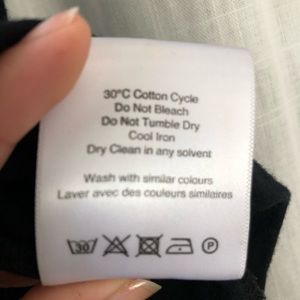 30°C Cotton Cycle
Do Not Bleach
Do Not Tumble Dry
Cool Iron
Dry Clean in any solvent
Wash with similar colours
Laver avec des couleurs similaires
30 P